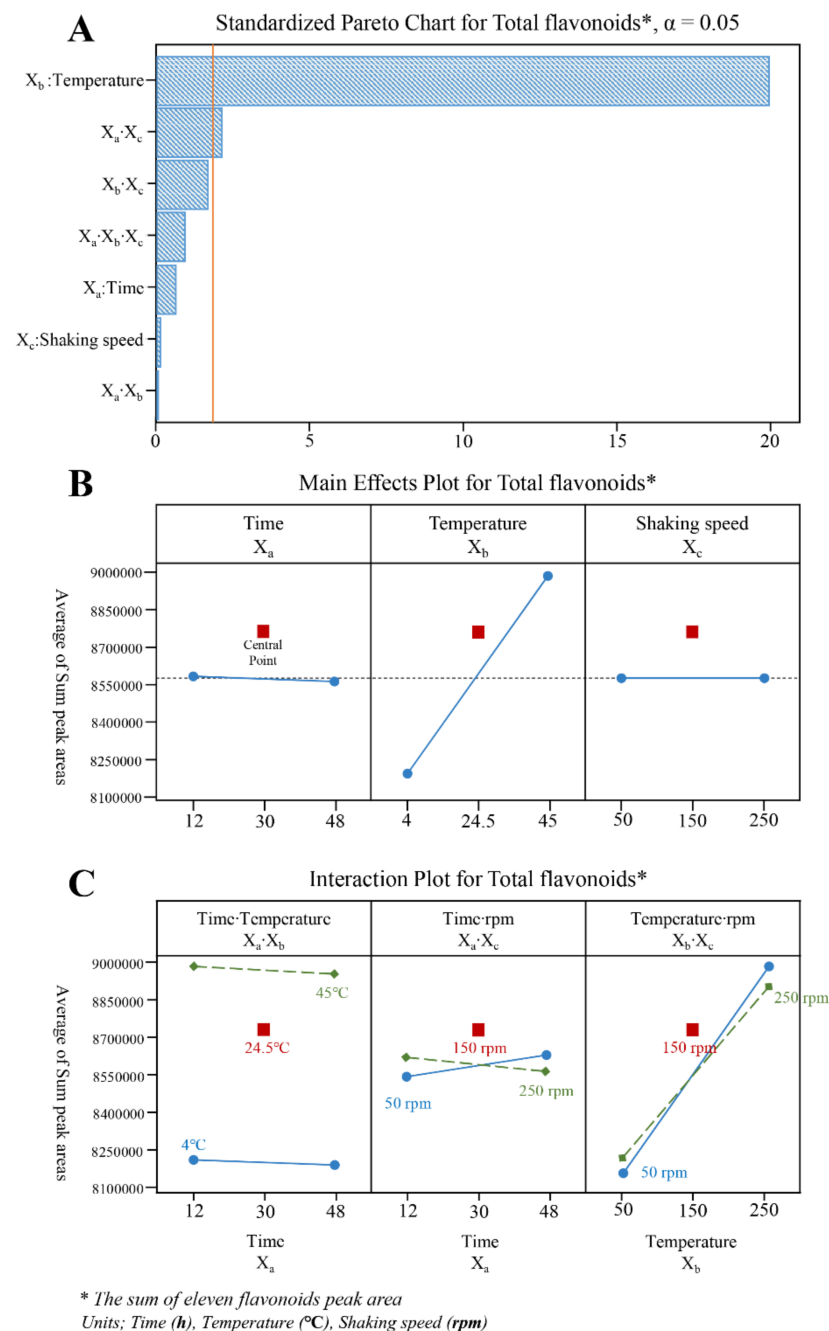 A
Standardized Pareto Chart for Total flavonoids*, α = 0.05
Xb:Temperature
Xa·Xc
Xb·Xc
Xa·Xb·Xc
Xa:Time
Xc:Shaking speed
Xa·Xb
0 5 10 15 20
B
Main Effects Plot for Total flavonoids*
Time Temperature Shaking speed
Xa Xb Xc
Average of Sum peak areas
9000000
8850000
8700000
8550000
8400000
8250000
8100000
Central
Point
12 30 48 4 24.5 45 50 150 250
C
Interaction Plot for Total flavonoids*
Time·Temperature Time·rpm Temperature·rpm
Xa·Xb Xa·Xc Xb·Xc
Average of Sum peak areas
9000000
8850000
8700000
8550000
8400000
8250000
8100000
45℃
24.5℃
4℃
150 rpm
50 rpm
250 rpm
250 rpm
150 rpm
50 rpm
12 30 48 12 30 48 50 150 250
Time Time Temperature
Xa Xa Xb
* The sum of eleven flavonoids peak area
Units; Time (h), Temperature (℃), Shaking speed (rpm)